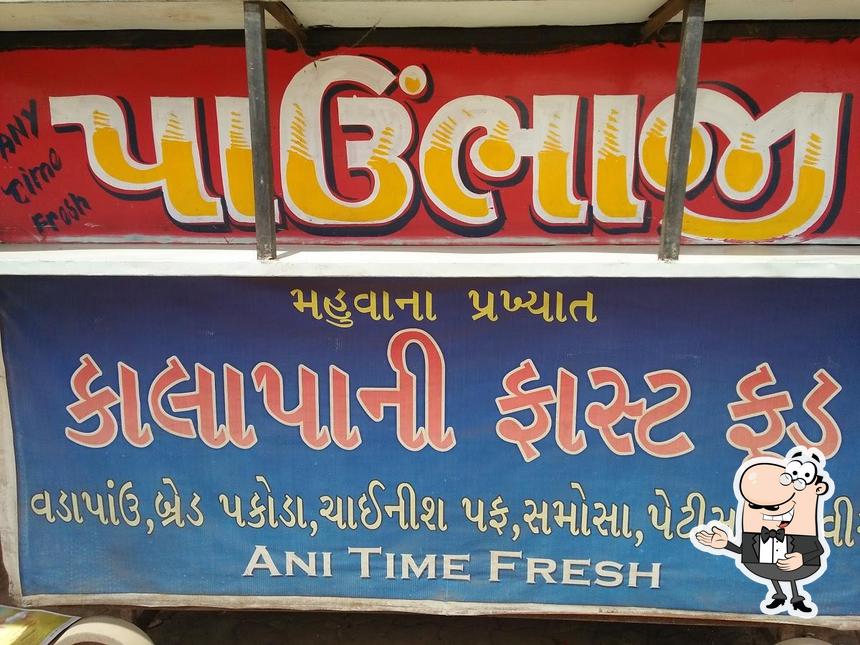 પાઉંભાજી
ANY
Time
Fresh
મહુવાના પ્રખ્યાત
કાલાપાની ફાસ્ટ ફૂડ
વડાપાંઉ,બ્રેડ પકોડા,ચાઈનીશ પફ,સમોસા,
ANI TIME FRESH